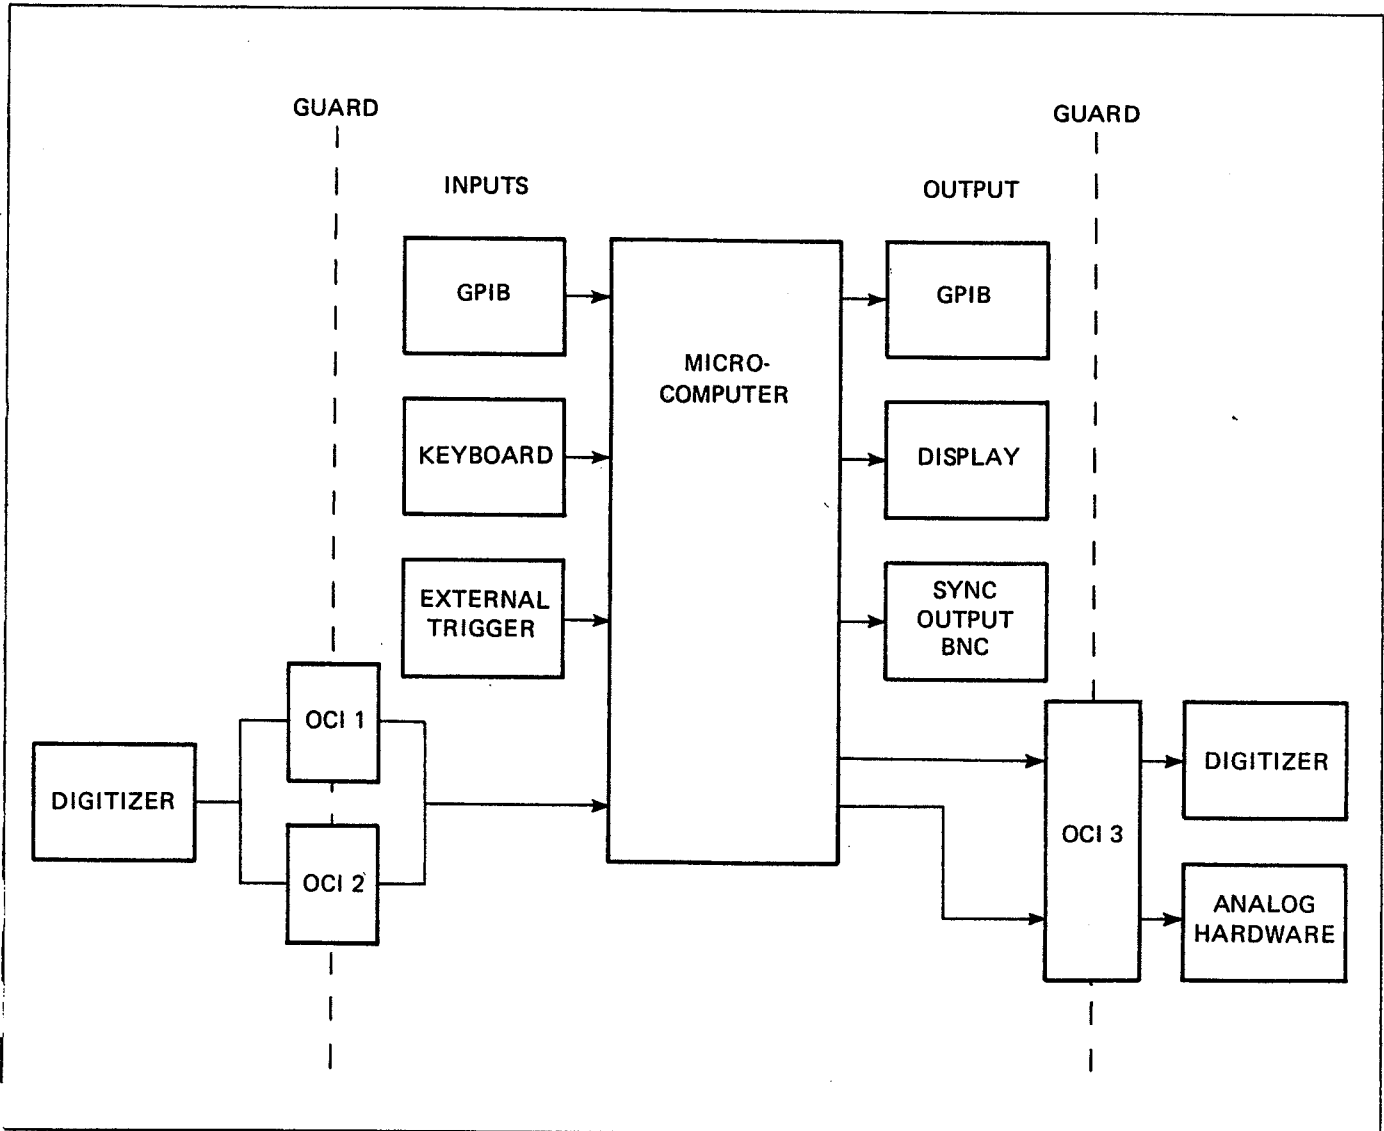 GUARD
GUARD
INPUTS
OUTPUT
GPIB
GPIB
MICRO-
COMPUTER
KEYBOARD
DISPLAY
EXTERNAL
TRIGGER
SYNC
OUTPUT
BNC
OCI 1
DIGITIZER
DIGITIZER
OCI 2
OCI 3
ANALOG
HARDWARE